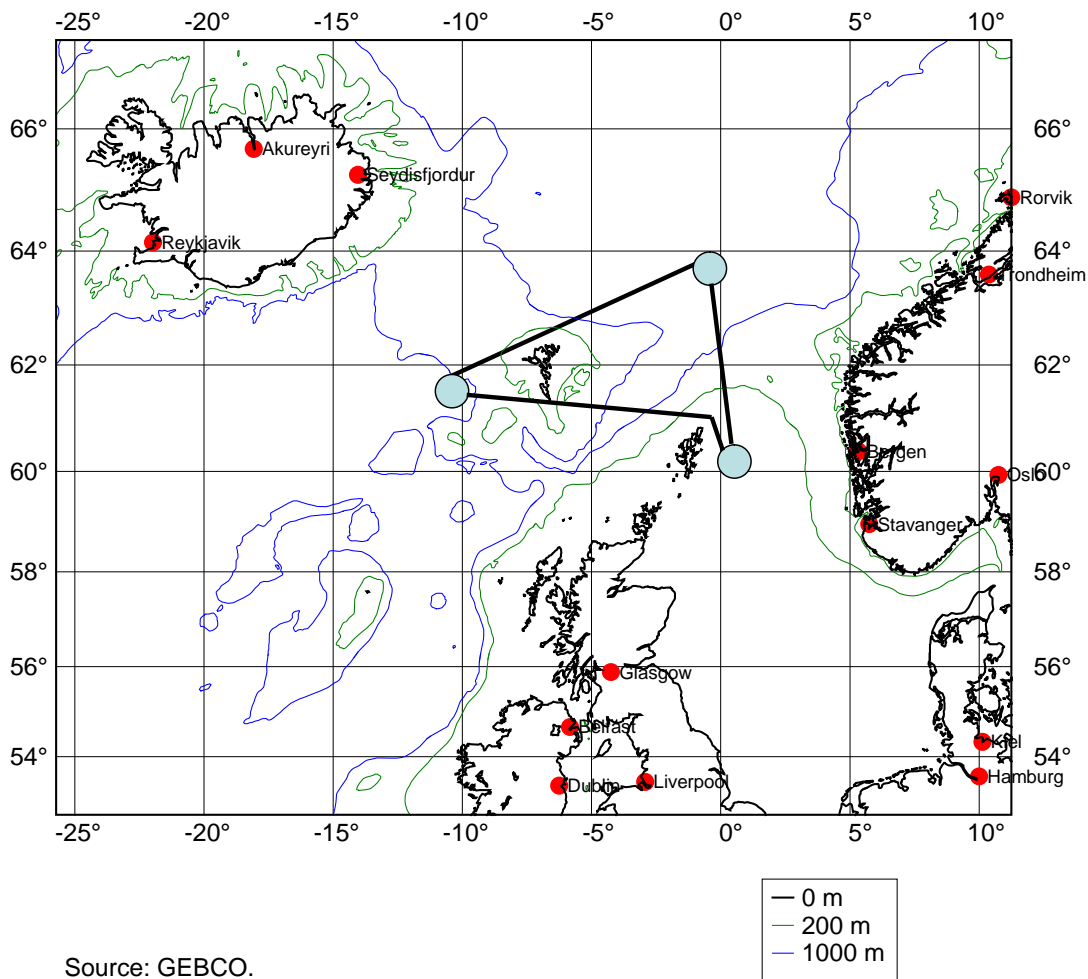 -25° -20° -15° -10° -5° 0° 5° 10°
66° 66°
Akureyri
Seydisfjordur
Rorvik
64° 64°
Reykjavik
Trondheim
62° 62°
Bergen
60° 60°
Oslo
Stavanger
58° 58°
56° 56°
Glasgow
Belfast
Kiel
54° 54°
Hamburg
Dublin
Liverpool
-25° -20° -15° -10° -5° 0° 5° 10°
0 m
200 m
1000 m
Source: GEBCO.